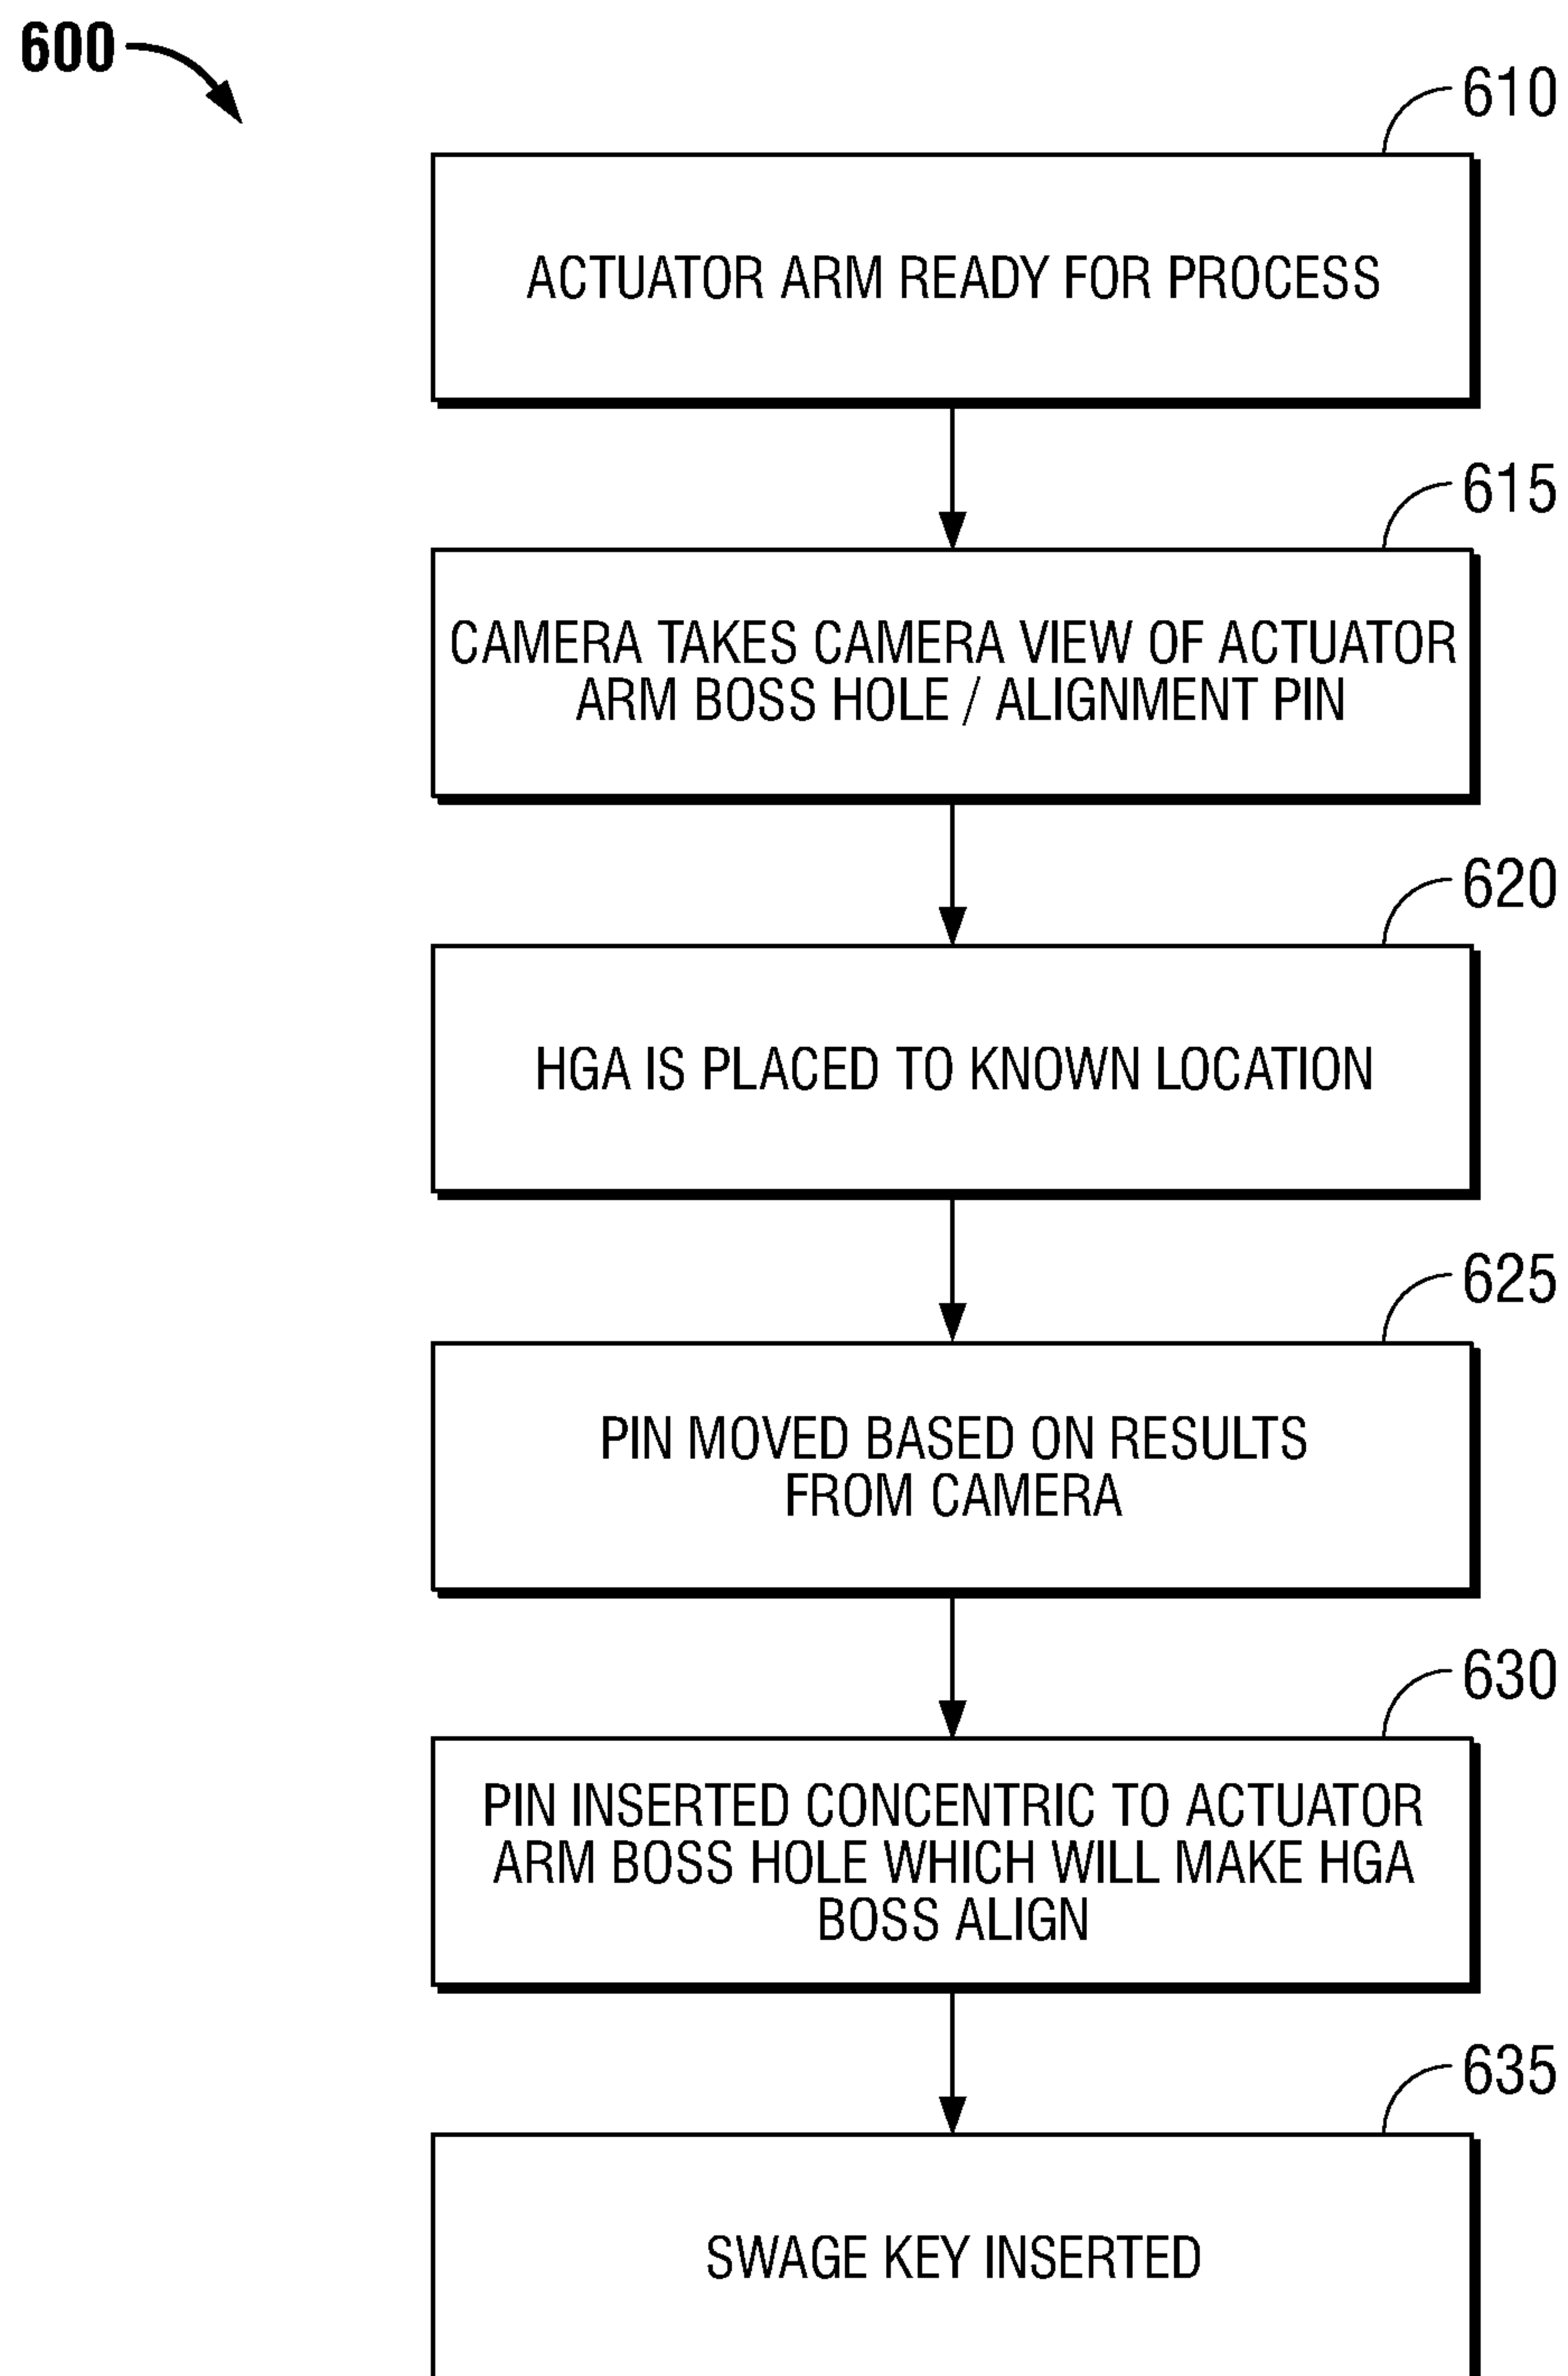 600
610
ACTUATOR ARM READY FOR PROCESS
615
CAMERA TAKES CAMERA VIEW OF ACTUATOR
ARM BOSS HOLE / ALIGNMENT PIN
620
HGA IS PLACED TO KNOWN LOCATION
625
PIN MOVED BASED ON RESULTS
FROM CAMERA
630
PIN INSERTED CONCENTRIC TO ACTUATOR
ARM BOSS HOLE WHICH WILL MAKE HGA
BOSS ALIGN
635
SWAGE KEY INSERTED